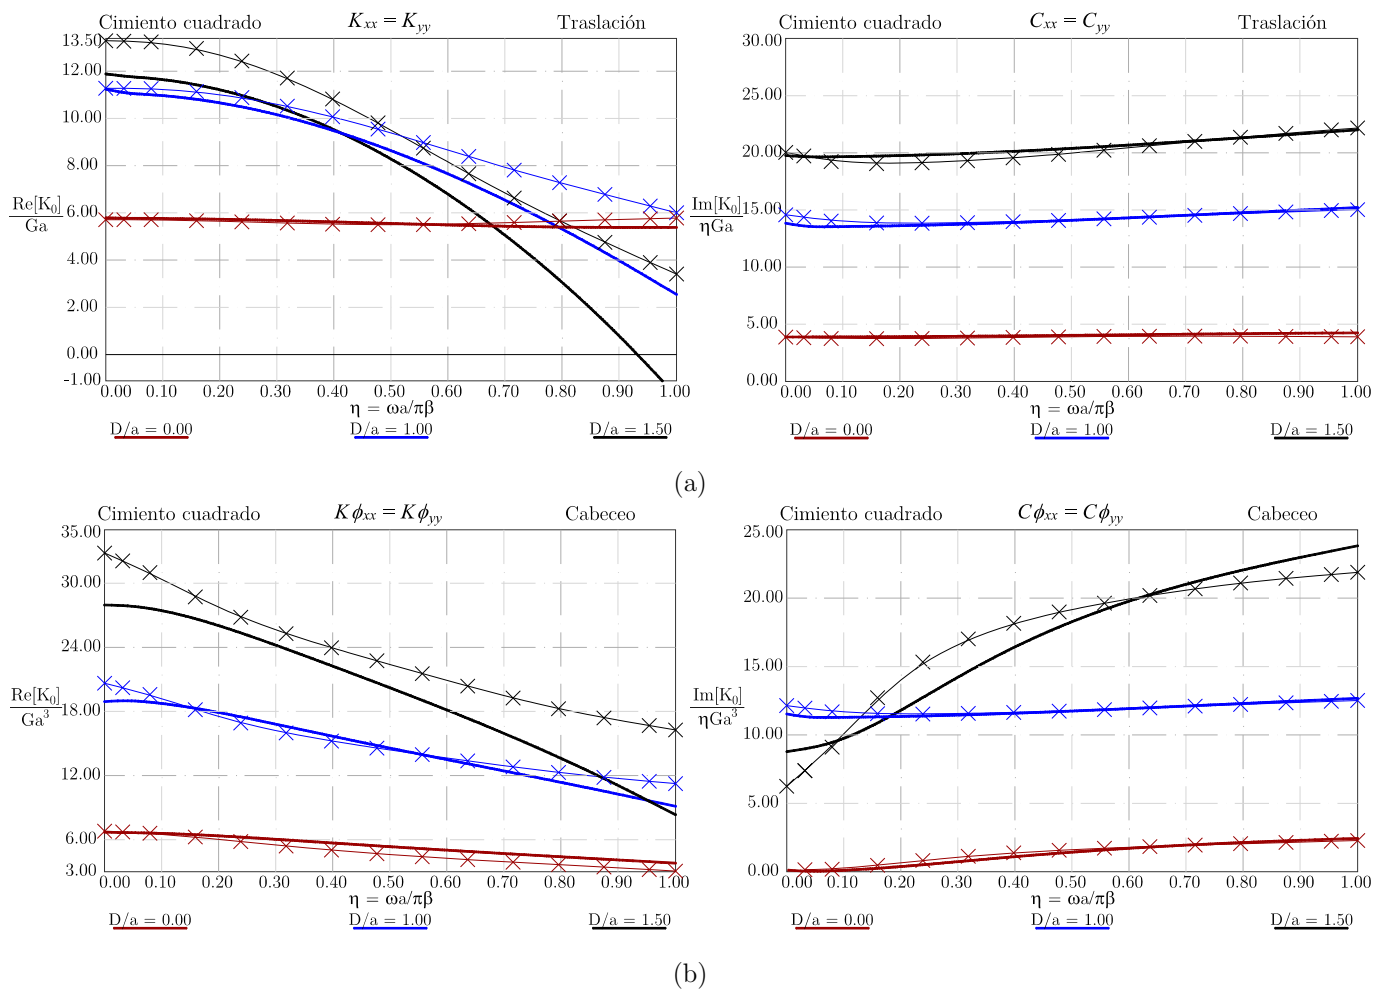 Cimiento cuadrado K_xx = K_yy Traslación
13.50
12.00
10.00
8.00
6.00
4.00
2.00
0.00
-1.00
Re[K₀]
Ga
0.00 0.10 0.20 0.30 0.40 0.50 0.60 0.70 0.80 0.90 1.00
η = ωa/πβ
D/a = 0.00 D/a = 1.00 D/a = 1.50
Cimiento cuadrado C_xx = C_yy Traslación
30.00
25.00
20.00
15.00
10.00
5.00
0.00
Im[K₀]
ηGa
0.00 0.10 0.20 0.30 0.40 0.50 0.60 0.70 0.80 0.90 1.00
η = ωa/πβ
D/a = 0.00 D/a = 1.00 D/a = 1.50
(a)
Cimiento cuadrado Kϕ_xx = Kϕ_yy Cabeceo
35.00
30.00
24.00
18.00
12.00
6.00
3.00
Re[K₀]
Ga³
0.00 0.10 0.20 0.30 0.40 0.50 0.60 0.70 0.80 0.90 1.00
η = ωa/πβ
D/a = 0.00 D/a = 1.00 D/a = 1.50
Cimiento cuadrado Cϕ_xx = Cϕ_yy Cabeceo
25.00
20.00
15.00
10.00
5.00
0.00
Im[K₀]
ηGa³
0.00 0.10 0.20 0.30 0.40 0.50 0.60 0.70 0.80 0.90 1.00
η = ωa/πβ
D/a = 0.00 D/a = 1.00 D/a = 1.50
(b)